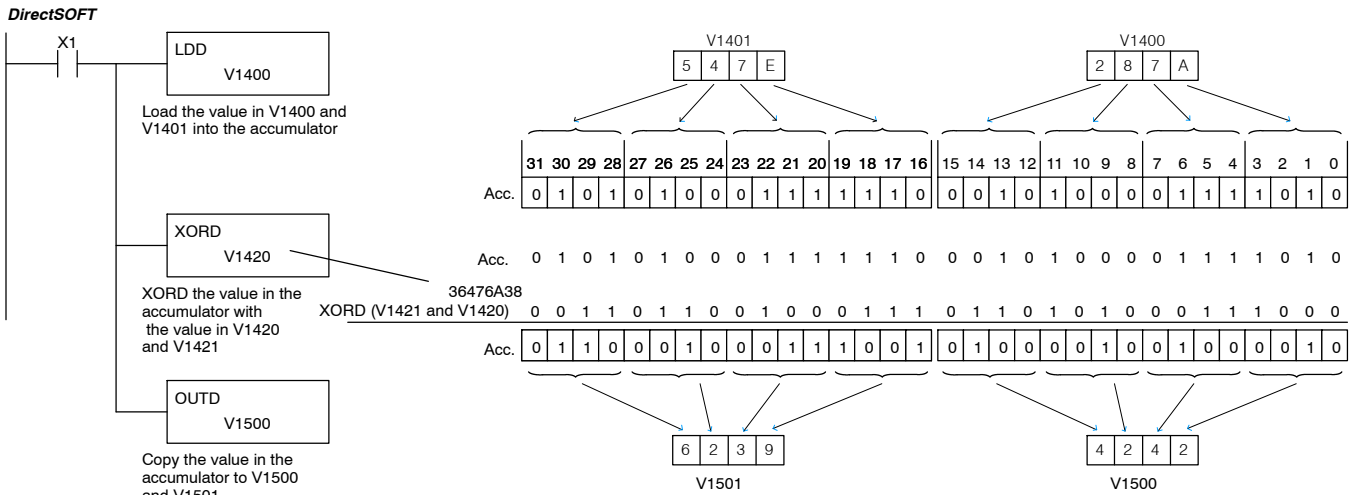 DirectSOFT
X1
LDD
V1400
Load the value in V1400 and
V1401 into the accumulator
XORD
V1420
XORD the value in the
accumulator with
the value in V1420
and V1421
OUTD
V1500
Copy the value in the
accumulator to V1500
and V1501
V1401
5 4 7 E
V1400
2 8 7 A
31 30 29 28 27 26 25 24 23 22 21 20 19 18 17 16 15 14 13 12 11 10 9 8 7 6 5 4 3 2 1 0
Acc. 0 1 0 1 0 1 0 0 0 1 1 1 1 1 1 0 0 0 1 0 1 0 0 0 0 1 1 1 1 0 1 0
Acc. 0 1 0 1 0 1 0 0 0 1 1 1 1 1 1 0 0 0 1 0 1 0 0 0 0 1 1 1 1 0 1 0
36476A38
XORD (V1421 and V1420) 0 0 1 1 0 1 1 0 0 1 0 0 0 1 1 1 0 1 1 0 1 0 1 0 0 0 1 1 1 0 0 0
Acc. 0 1 1 0 0 0 1 0 0 0 1 1 1 0 0 1 0 1 0 0 0 0 1 0 0 1 0 0 0 0 1 0
6 2 3 9
V1501
4 2 4 2
V1500